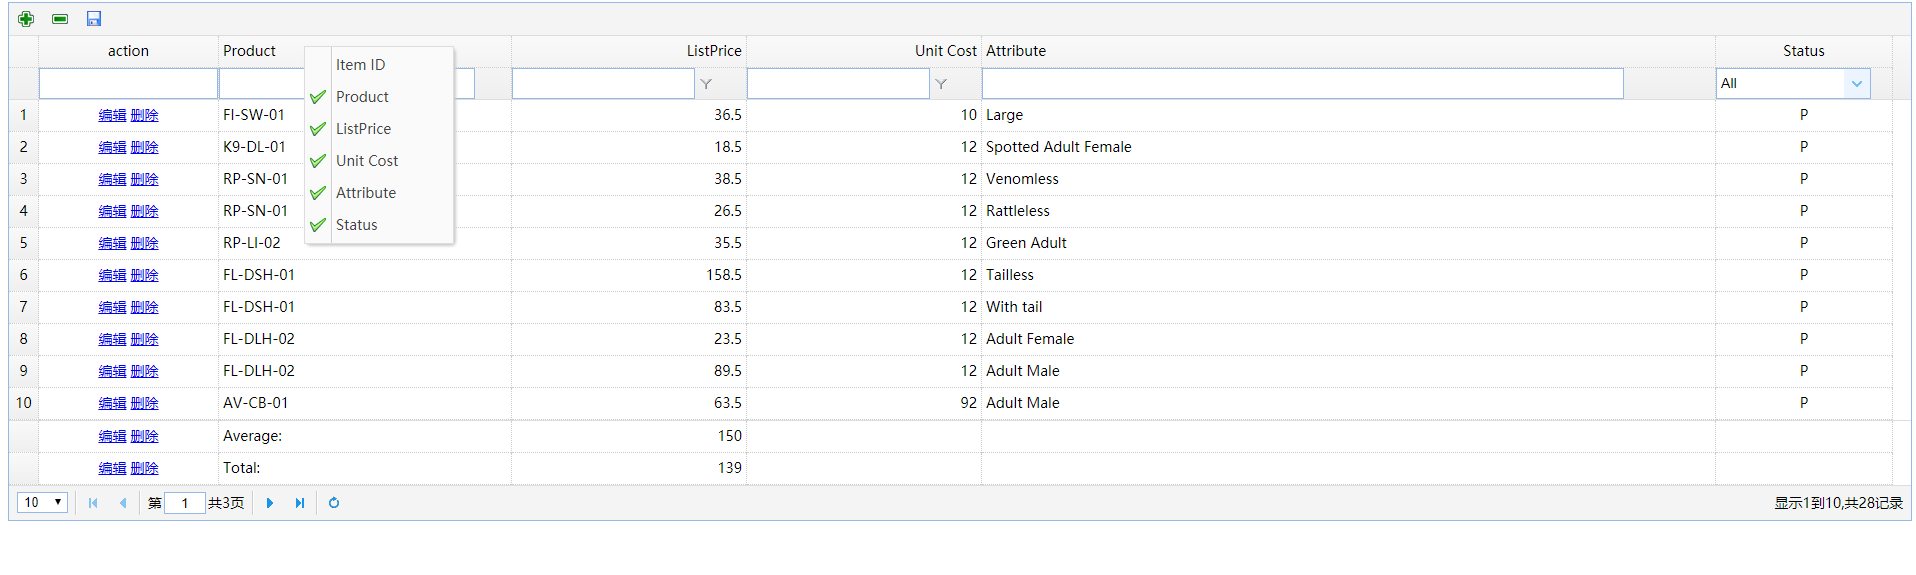 action Product ListPrice Unit Cost Attribute Status
Item ID
Product
ListPrice
Unit Cost
Attribute
Status
All
1 编辑 删除 FI-SW-01 36.5 10 Large P
2 编辑 删除 K9-DL-01 18.5 12 Spotted Adult Female P
3 编辑 删除 RP-SN-01 38.5 12 Venomless P
4 编辑 删除 RP-SN-01 26.5 12 Rattleless P
5 编辑 删除 RP-LI-02 35.5 12 Green Adult P
6 编辑 删除 FL-DSH-01 158.5 12 Tailless P
7 编辑 删除 FL-DSH-01 83.5 12 With tail P
8 编辑 删除 FL-DLH-02 23.5 12 Adult Female P
9 编辑 删除 FL-DLH-02 89.5 12 Adult Male P
10 编辑 删除 AV-CB-01 63.5 92 Adult Male P
编辑 删除 Average: 150
编辑 删除 Total: 139
10 第 1 共3页 显示1到10,共28记录